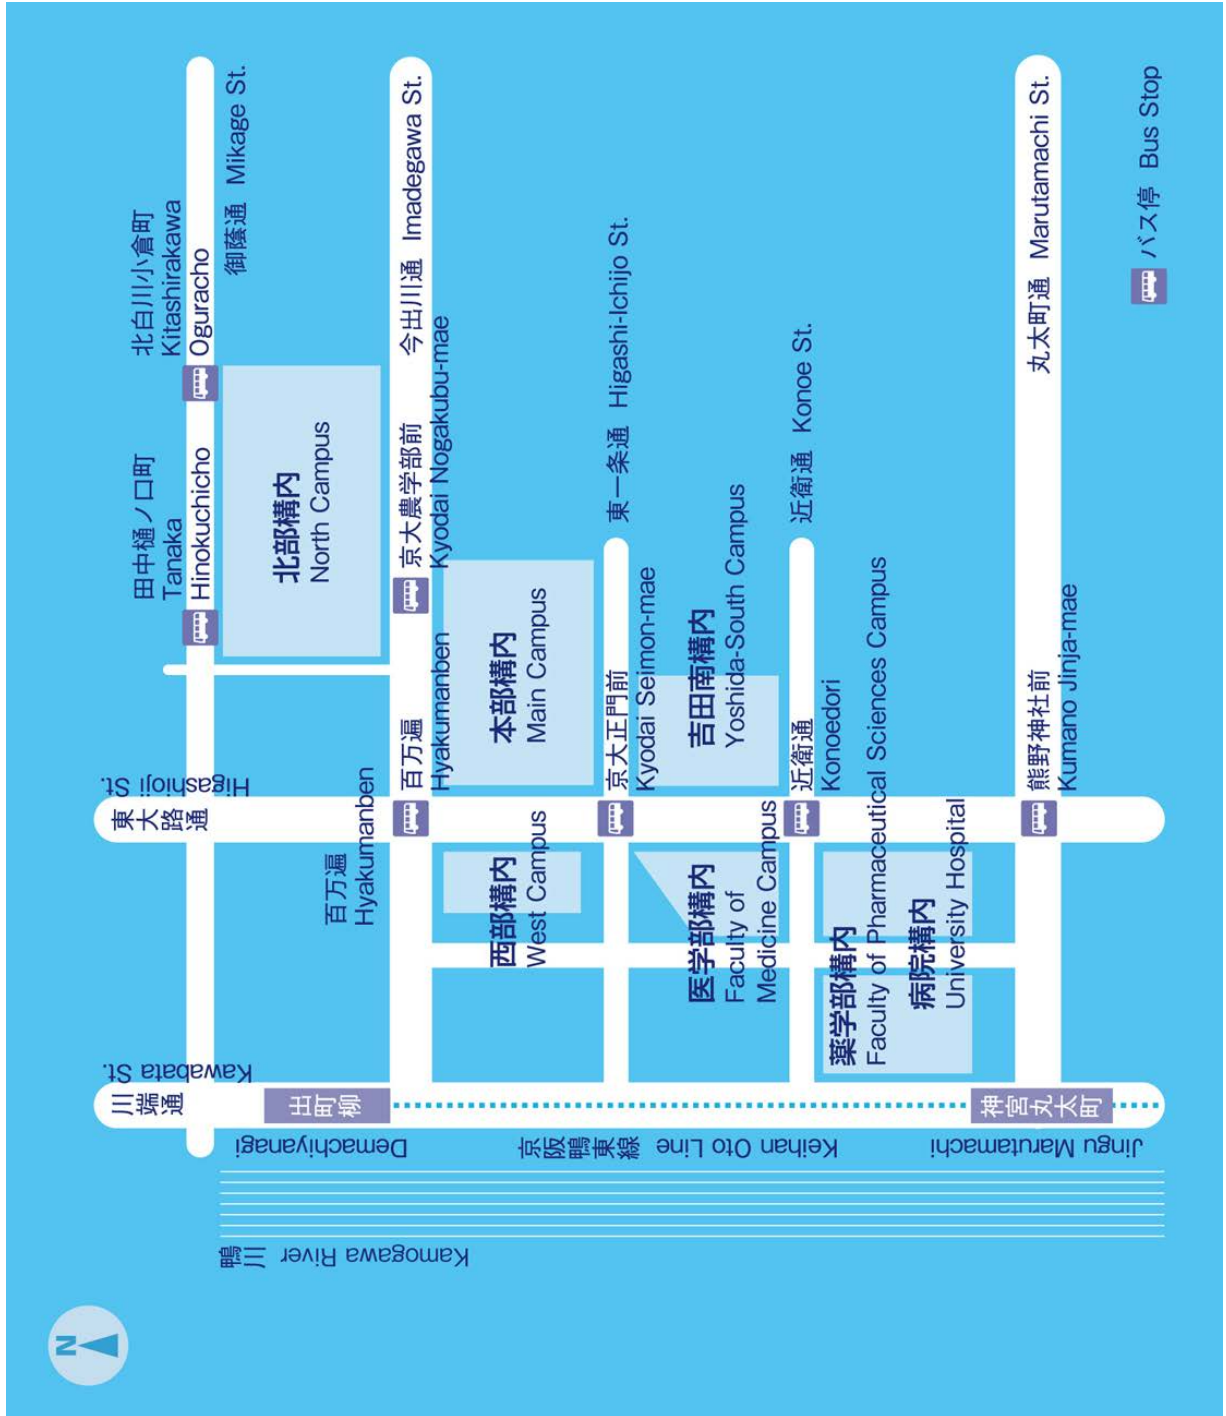 北白川小倉町
Kitashirakawa
Oguracho
御蔭通 Mikage St.
田中樋ノ口町
Tanaka
Hinokuchicho
北部構内
North Campus
今出川通 Imadegawa St.
京大農学部前
Kyodai Nogakubu-mae
百万遍
Hyakumanben
百万遍
Hyakumanben
東大路通
Higashioji St.
川端通
Kawabata St.
本部構内
Main Campus
西部構内
West Campus
東一条通 Higashi-Ichijo St.
京大正門前
Kyodai Seimon-mae
吉田南構内
Yoshida-South Campus
医学部構内
Faculty of
Medicine Campus
近衛通 Konoe St.
近衛通
Konoedori
薬学部構内
Faculty of Pharmaceutical Sciences Campus
病院構内
University Hospital
丸太町通 Marutamachi St.
熊野神社前
Kumano Jinja-mae
出町柳
Demachiyanagi
京阪鴨東線 Keihan Oto Line
神宮丸太町
Jingu Marutamachi
鴨川 Kamogawa River
N
バス停 Bus Stop